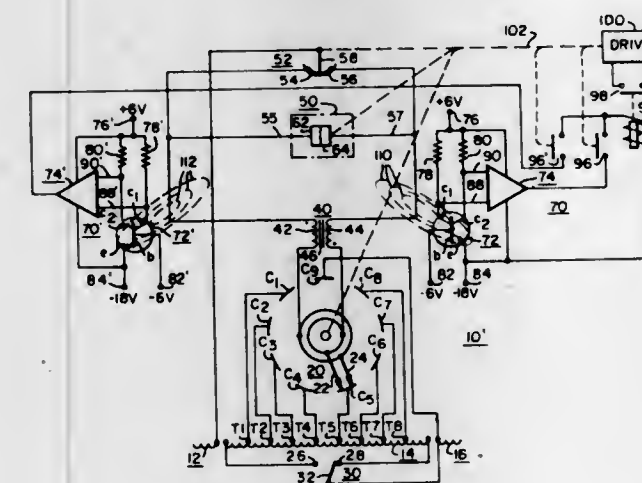 100
DRIV
102
58
52
54
56
98
50
+6V
76'
78'
80'
90
88'
74'
70'
84'
-18V
82'
-6V
72'
112
c1
2
e
b
55
62
64
57
110
+6V
76
80
78
90
88
74
70
c1
c2
72
b
e
82
84
-6V
-18V
96'
96
40
42
44
46
C9
C1
C2
C3
C4
C5
C6
C7
C8
10'
20
22
24
T1 T2 T3 T4 T5 T6 T7 T8
12
14
16
26
28
30
32